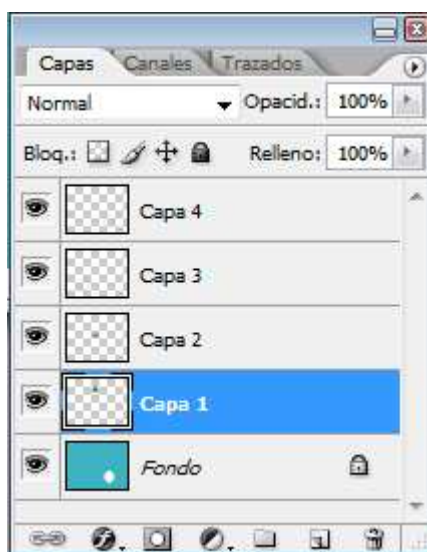 Capas Canales Trazados
Normal Opacid.: 100%
Bloq.: Relleno: 100%
Capa 4
Capa 3
Capa 2
Capa 1
Fondo